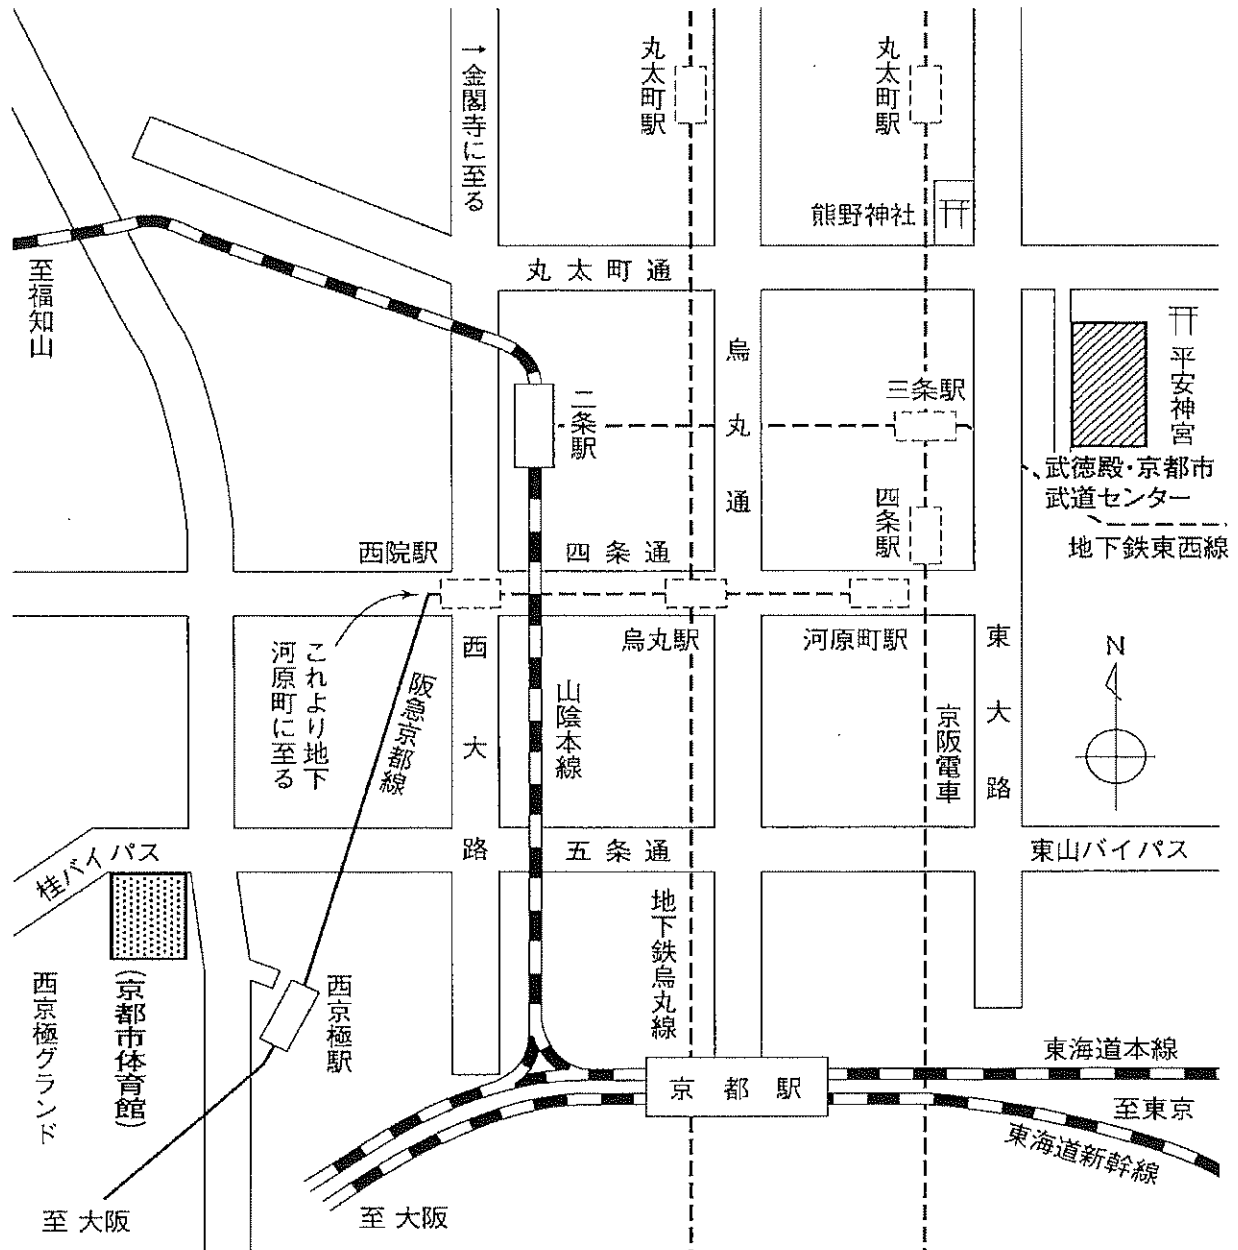 →金閣寺に至る
丸太町駅
丸太町駅
熊野神社
至福知山
丸太町通
烏丸通
二条駅
三条駅
平安神宮
武徳殿・京都市
武道センター
地下鉄東西線
四条駅
西院駅
四条通
烏丸駅
河原町駅
これより地下
河原町に至る
阪急京都線
西大路
山陰本線
京阪電車
東大路
N
桂バイパス
五条通
東山バイパス
西京極グランド
(京都市体育館)
西京極駅
地下鉄烏丸線
京都駅
東海道本線
至東京
東海道新幹線
至 大阪
至 大阪